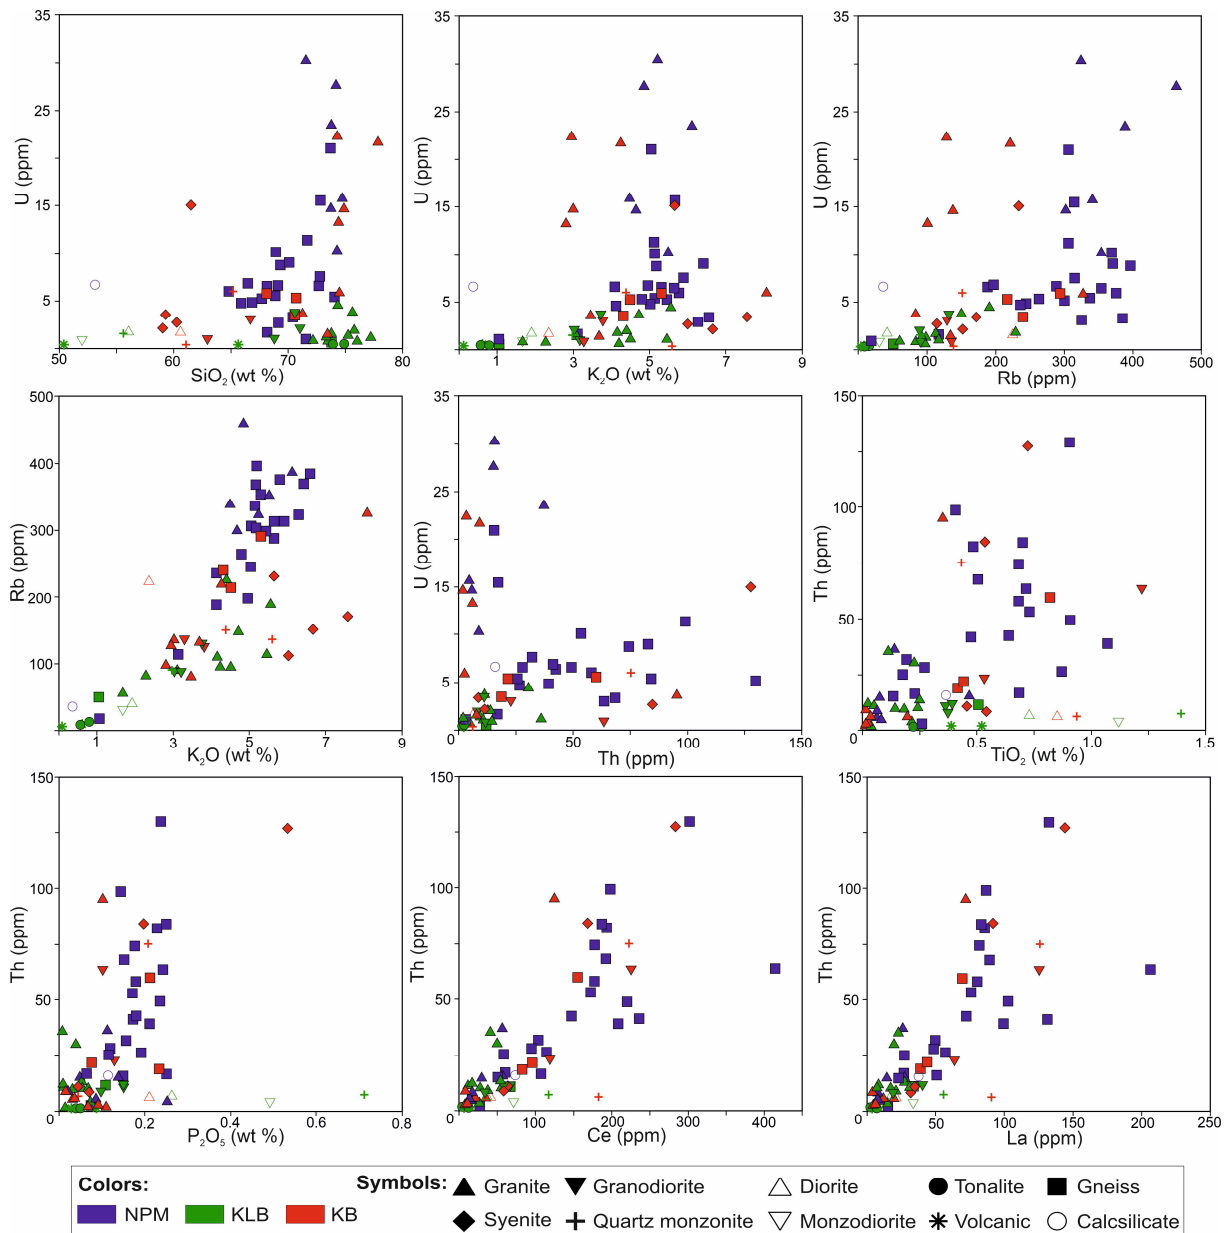 35
25
15
5
U (ppm)
50 60 70 80
SiO2 (wt %)
35
25
15
5
U (ppm)
1 3 5 7 9
K2O (wt %)
35
25
15
5
U (ppm)
100 200 300 400 500
Rb (ppm)
500
400
300
200
100
Rb (ppm)
1 3 5 7 9
K2O (wt %)
35
25
15
5
U (ppm)
0 50 100 150
Th (ppm)
150
100
50
0
Th (ppm)
0 0.5 1.0 1.5
TiO2 (wt %)
150
100
50
0
Th (ppm)
0 0.2 0.4 0.6 0.8
P2O5 (wt %)
150
100
50
0
Th (ppm)
0 100 200 300 400
Ce (ppm)
150
100
50
0
Th (ppm)
50 100 150 200 250
La (ppm)
Colors: Symbols: Granite Granodiorite Diorite Tonalite Gneiss
NPM KLB KB Syenite Quartz monzonite Monzodiorite Volcanic Calcsilicate